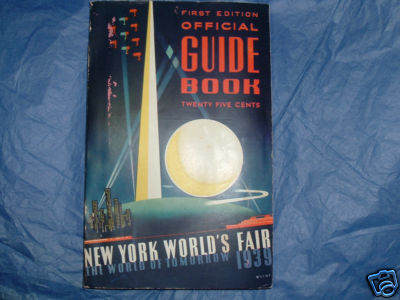 FIRST EDITION
OFFICIAL
GUIDE
BOOK
TWENTY FIVE CENTS
NEW YORK WORLD'S FAIR
THE WORLD OF TOMORROW 1939